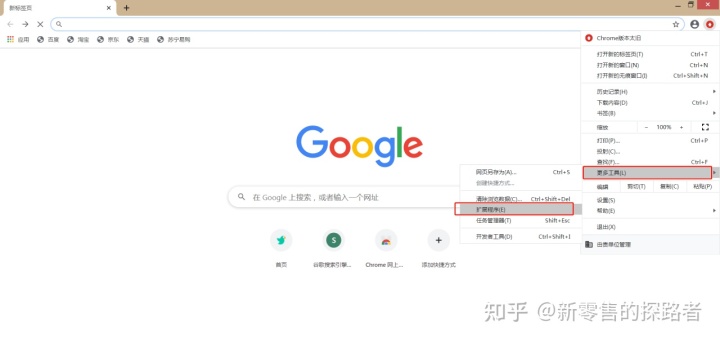 新标签页
应用 百度 淘宝 京东 天猫 苏宁易购
Google
在 Google 上搜索，或者输入一个网址
首页 谷歌搜索引擎... Chrome 网上... 添加快捷方式
Chrome版本太旧
打开新的标签页(T) Ctrl+T
打开新的窗口(N) Ctrl+N
打开新的无痕窗口(I) Ctrl+Shift+N
历史记录(H)
下载内容(D) Ctrl+J
书签(B)
缩放 － 100% +
打印(P)... Ctrl+P
投射(C)...
查找(F)... Ctrl+F
更多工具(L)
编辑 剪切(T) 复制(C) 粘贴(P)
设置(S)
帮助(E)
退出(X)
由贵单位管理
网页另存为(A)... Ctrl+S
创建快捷方式...
清除浏览数据(C)... Ctrl+Shift+Del
扩展程序(E)
任务管理器(T) Shift+Esc
开发者工具(D) Ctrl+Shift+I
知乎 @新零售的探路者